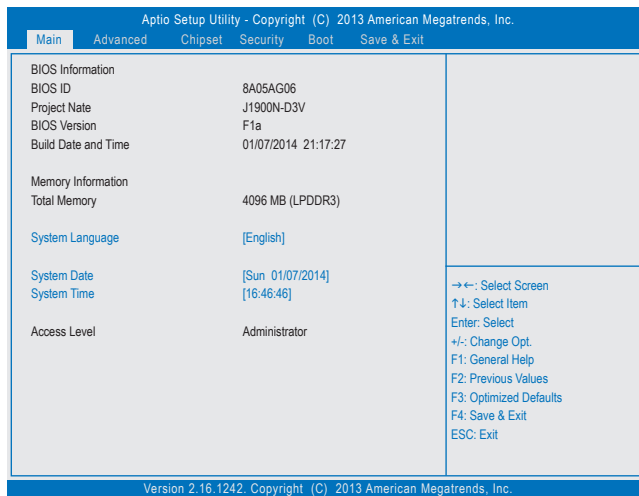 Aptio Setup Utility - Copyright (C) 2013 American Megatrends, Inc.
Main Advanced Chipset Security Boot Save & Exit
BIOS Information
BIOS ID 8A05AG06
Project Nate J1900N-D3V
BIOS Version F1a
Build Date and Time 01/07/2014 21:17:27
Memory Information
Total Memory 4096 MB (LPDDR3)
System Language [English]
System Date [Sun 01/07/2014]
System Time [16:46:46]
Access Level Administrator
→←: Select Screen
↑↓: Select Item
Enter: Select
+/-: Change Opt.
F1: General Help
F2: Previous Values
F3: Optimized Defaults
F4: Save & Exit
ESC: Exit
Version 2.16.1242. Copyright (C) 2013 American Megatrends, Inc.